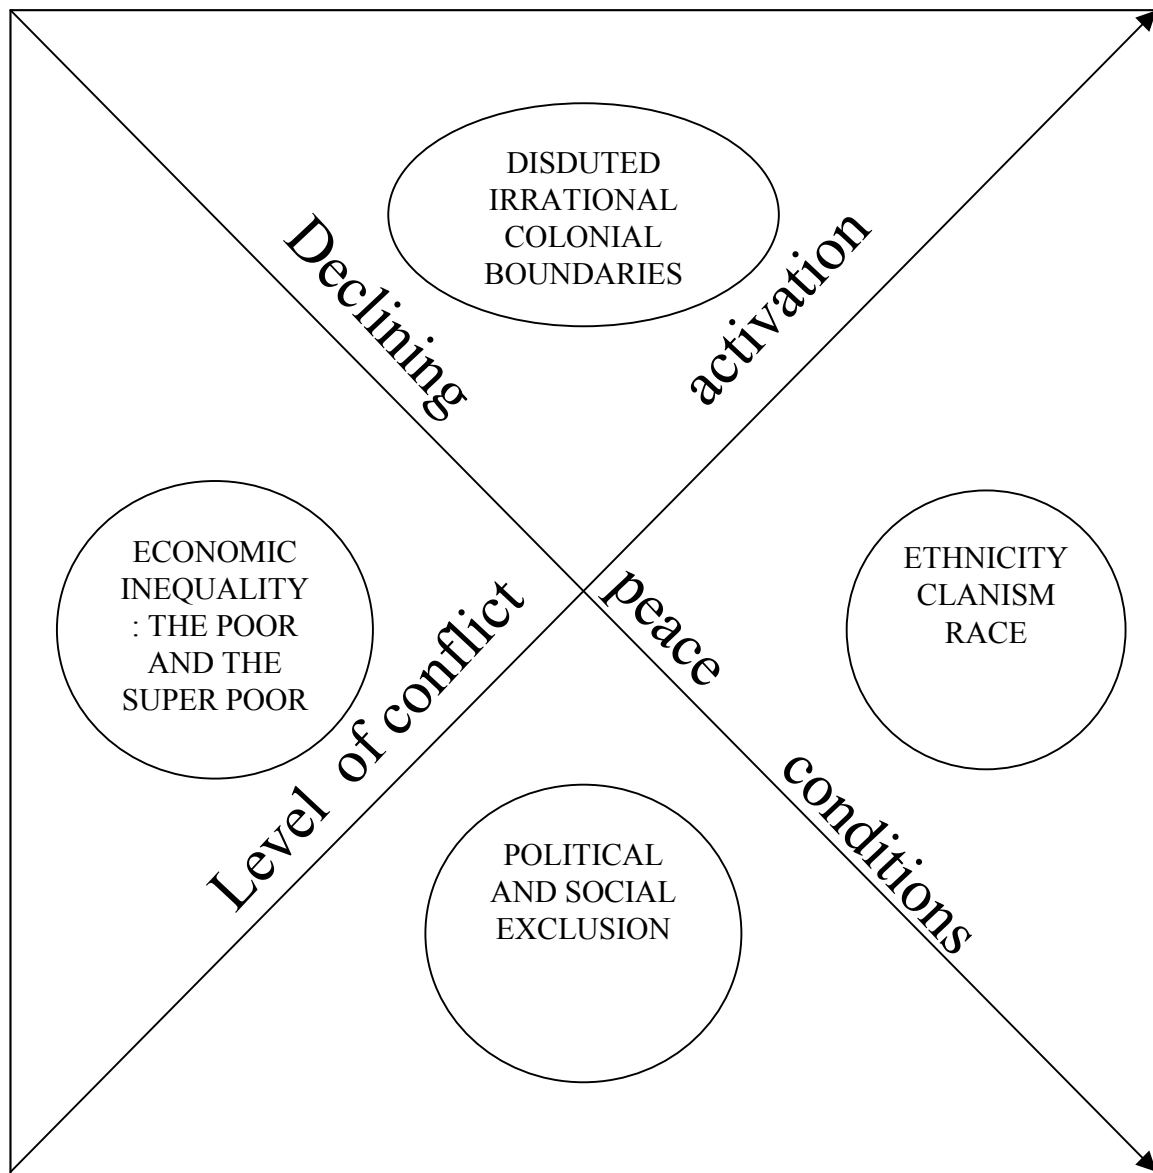 DISDUTED
IRRATIONAL
COLONIAL
BOUNDARIES
Declining
activation
ECONOMIC
INEQUALITY
: THE POOR
AND THE
SUPER POOR
Level of conflict
peace
ETHNICITY
CLANISM
RACE
conditions
POLITICAL
AND SOCIAL
EXCLUSION